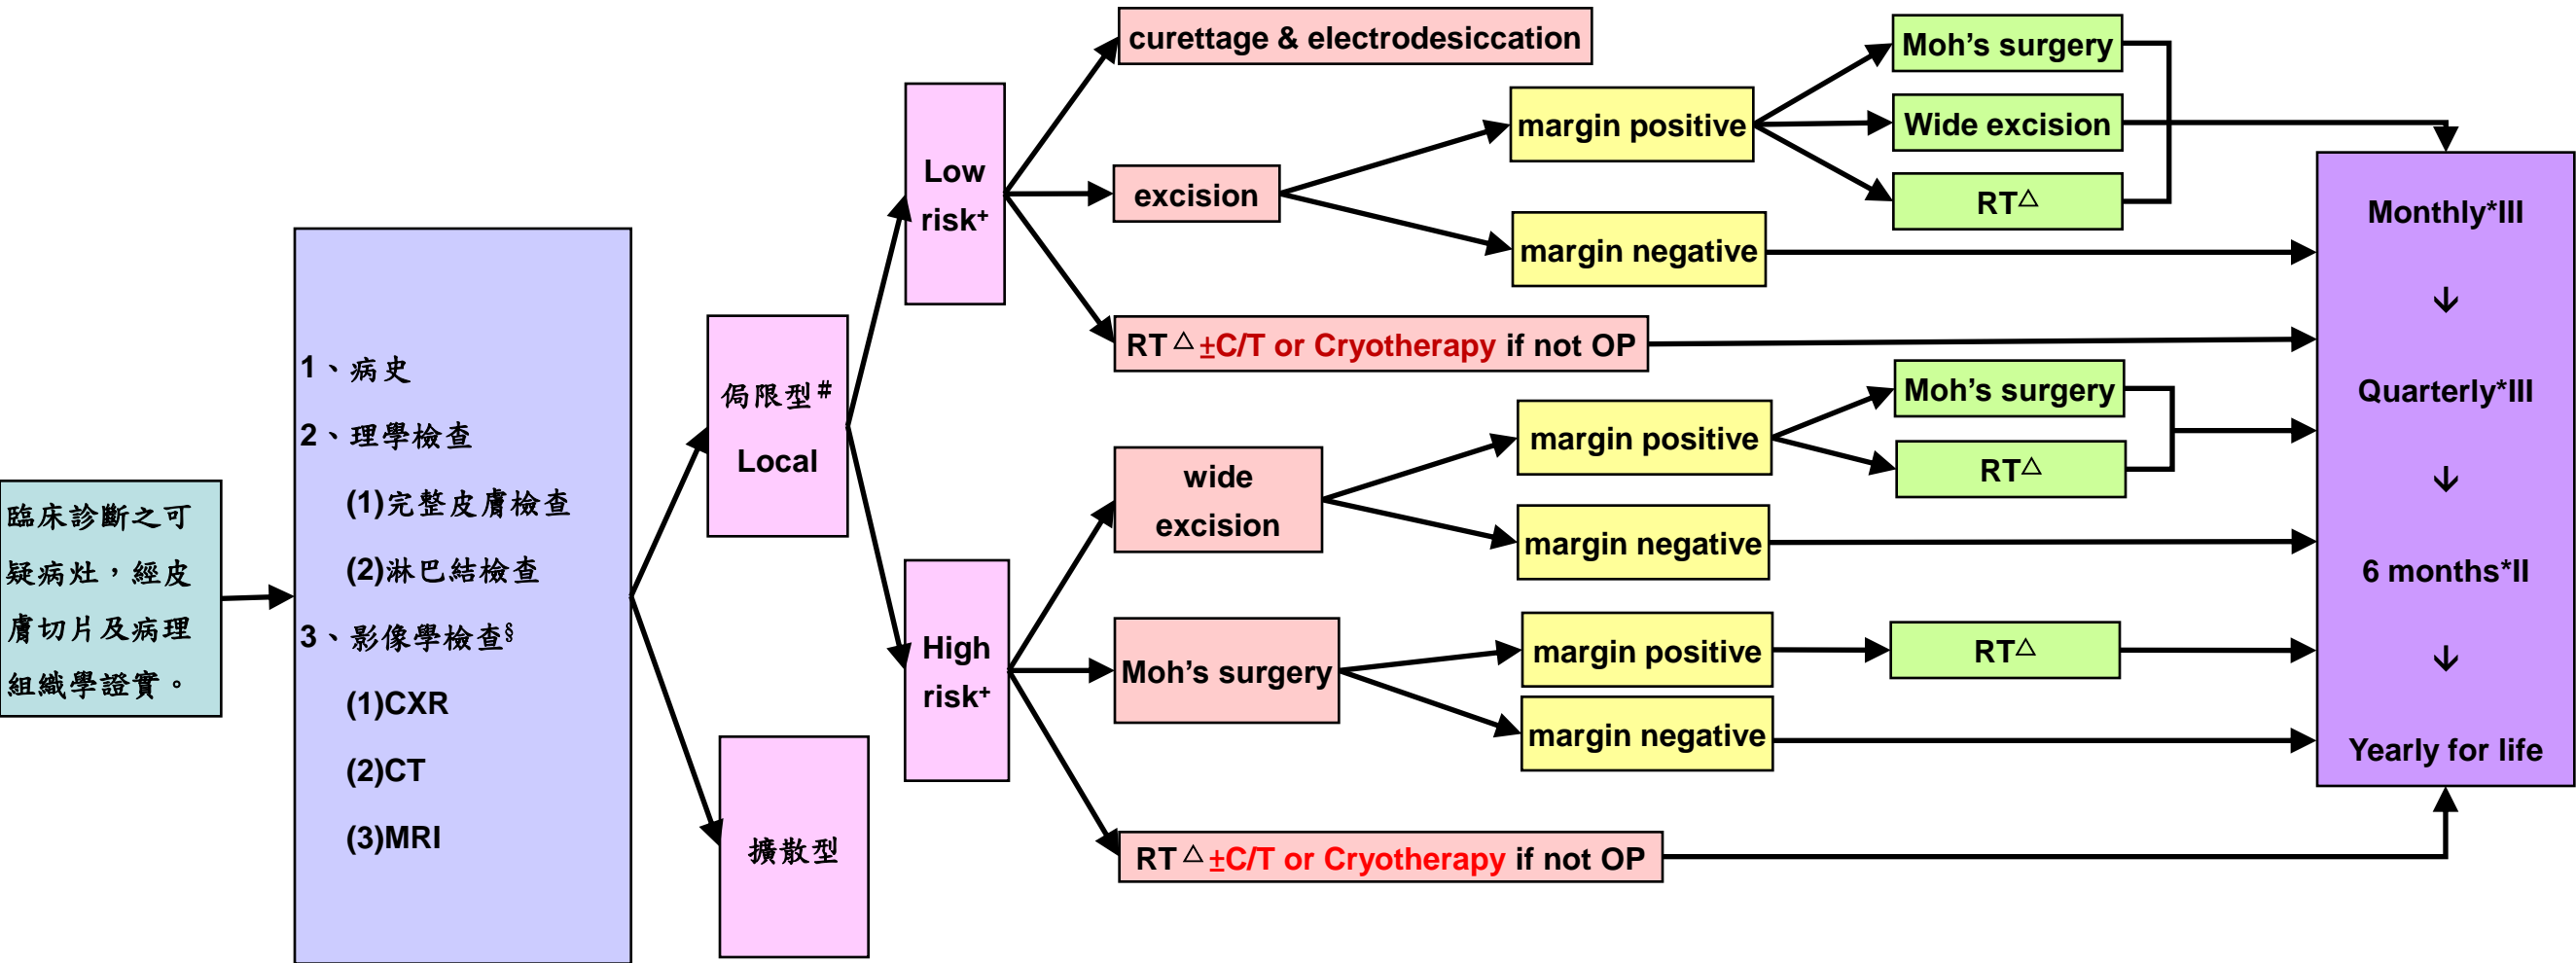 臨床診斷之可
疑病灶，經皮
膚切片及病理
組織學證實。
1、病史
2、理學檢查
(1)完整皮膚檢查
(2)淋巴結檢查
3、影像學檢查§
(1)CXR
(2)CT
(3)MRI
侷限型#
Local
擴散型
Low
risk+
High
risk+
curettage & electrodesiccation
excision
margin positive
Moh's surgery
Wide excision
RT△
margin negative
RT△±C/T or Cryotherapy if not OP
wide
excision
margin positive
Moh's surgery
RT△
margin negative
Moh's surgery
margin positive
RT△
margin negative
RT△±C/T or Cryotherapy if not OP
Monthly*III
↓
Quarterly*III
↓
6 months*II
↓
Yearly for life